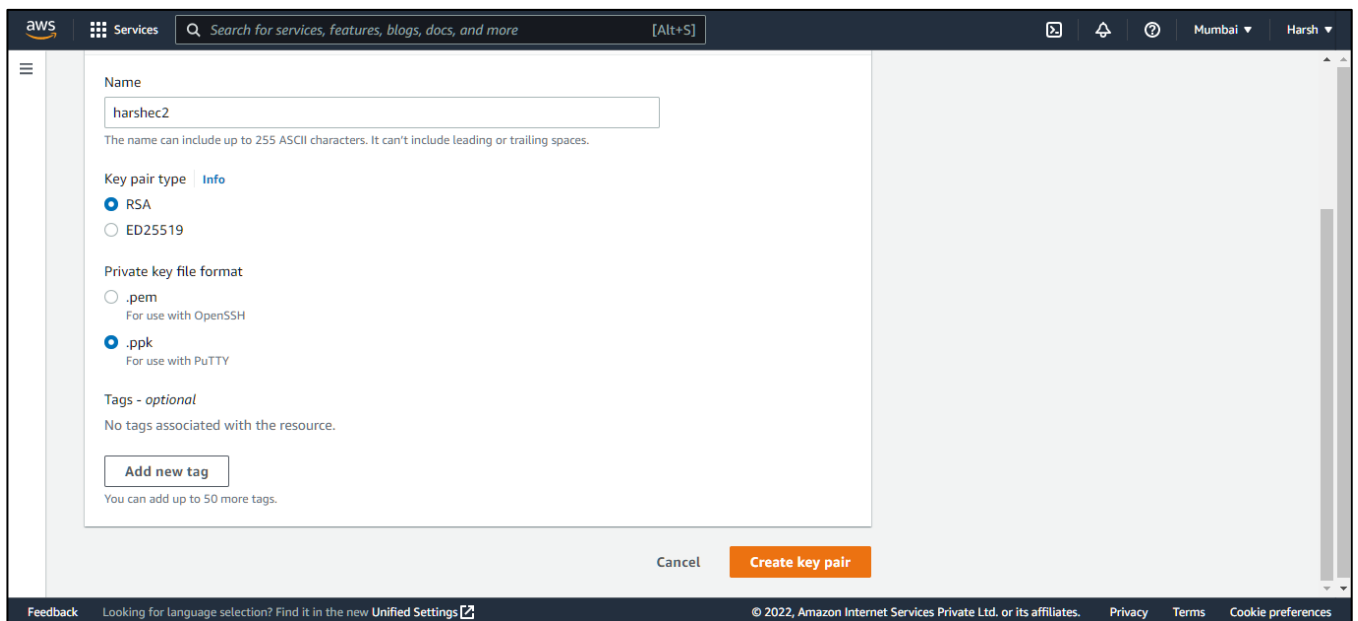 aws Services Search for services, features, blogs, docs, and more [Alt+S] Mumbai Harsh
Name
harshec2
The name can include up to 255 ASCII characters. It can't include leading or trailing spaces.
Key pair type Info
RSA
ED25519
Private key file format
.pem
For use with OpenSSH
.ppk
For use with PuTTY
Tags - optional
No tags associated with the resource.
Add new tag
You can add up to 50 more tags.
Cancel Create key pair
Feedback Looking for language selection? Find it in the new Unified Settings © 2022, Amazon Internet Services Private Ltd. or its affiliates. Privacy Terms Cookie preferences